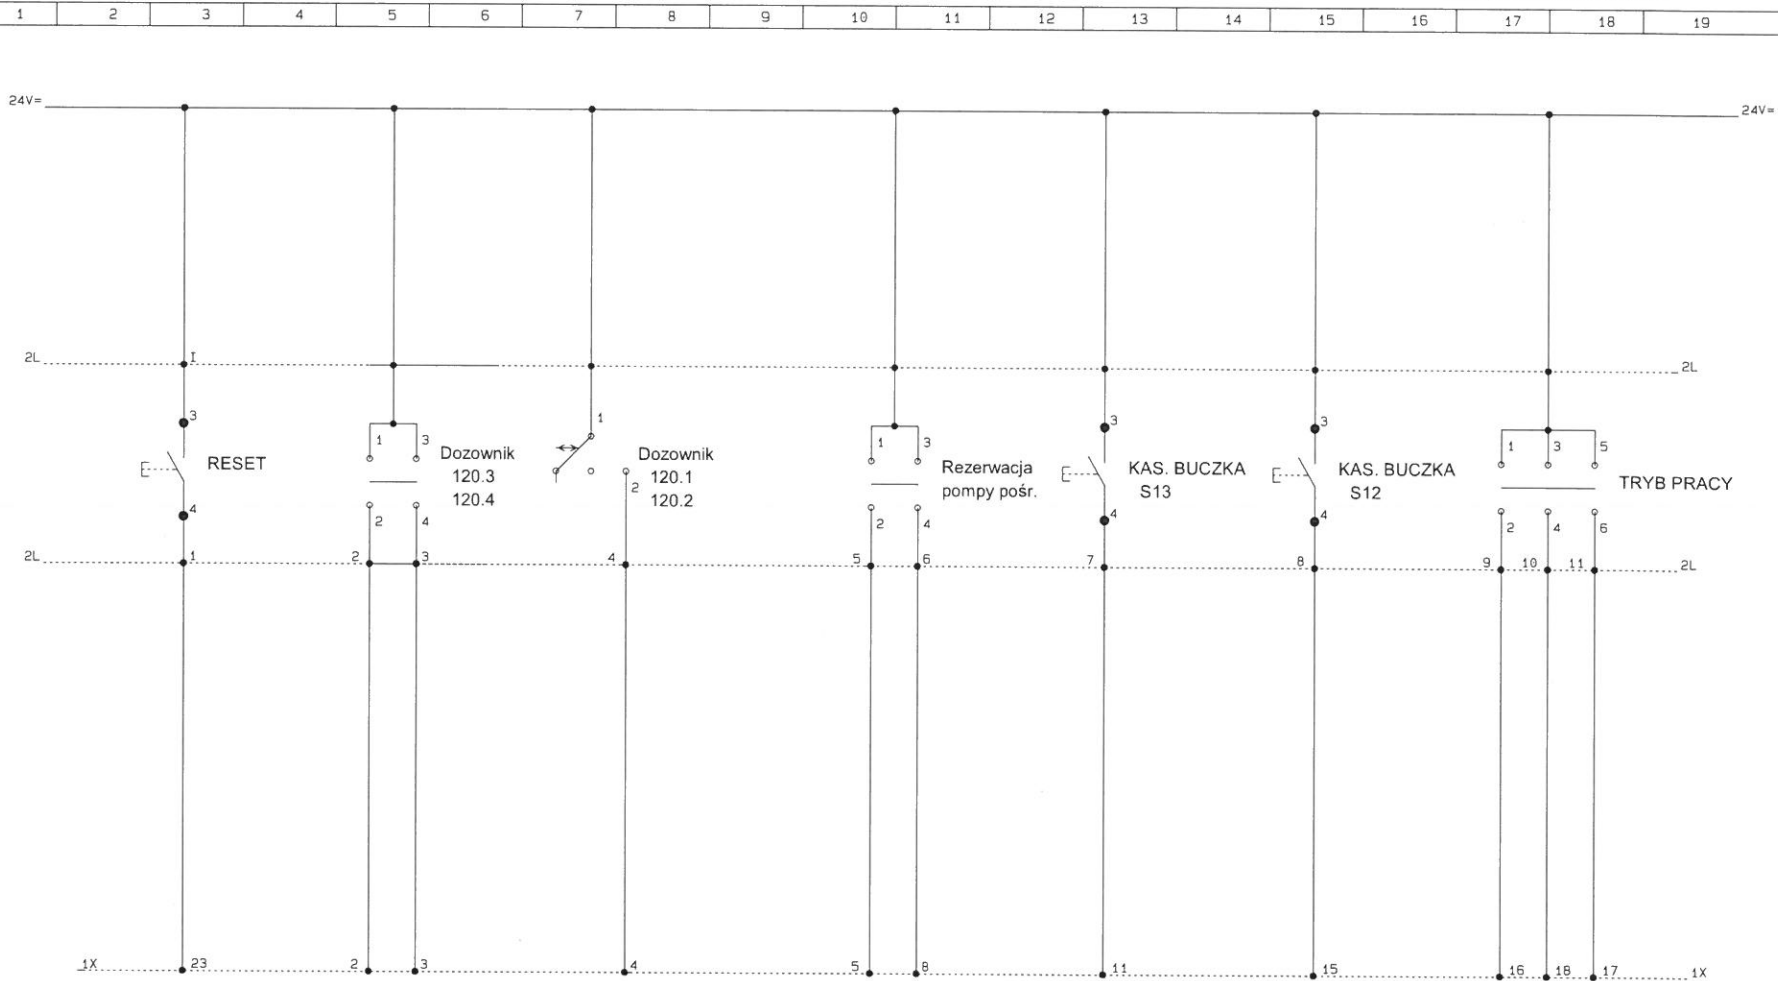 1 2 3 4 5 6 7 8 9 10 11 12 13 14 15 16 17 18 19
24V= 24V=
2L I 2L
3 1 3 3
1 3 1 3 1 3 5
RESET
Dozownik
120.3
120.4
Dozownik
120.1
120.2
2
Rezerwacja
pompy pośr.
KAS. BUCZKA
S13
KAS. BUCZKA
S12
TRYB PRACY
4 2 4 2 4 4 4 2 4 6
2L 1 2 3 4 5 6 7 8 9 10 11 2L
1X 23 2 3 4 5 8 11 15 16 18 17 1X